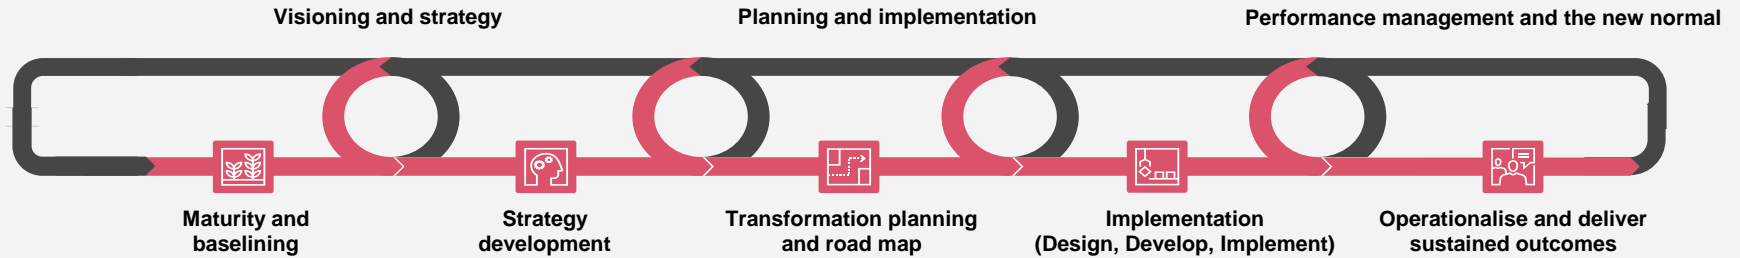 Visioning and strategy
Planning and implementation
Performance management and the new normal
Maturity and
baselining
Strategy
development
Transformation planning
and road map
Implementation
(Design, Develop, Implement)
Operationalise and deliver
sustained outcomes